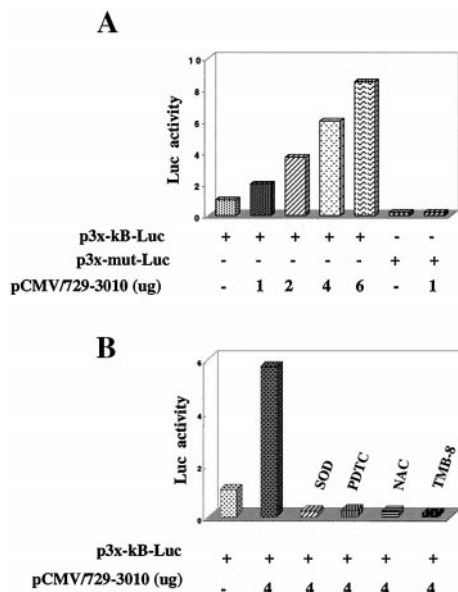 A
Luc activity
10
8
6
4
2
0
p3x-kB-Luc + + + + + - -
p3x-mut-Luc + +
pCMV/729-3010 (ug) - 1 2 4 6 - 1
B
Luc activity
6
4
2
0
SOD PDTC NAC TMB-8
p3x-kB-Luc + + + + + +
pCMV/729-3010 (ug) - 4 4 4 4 4